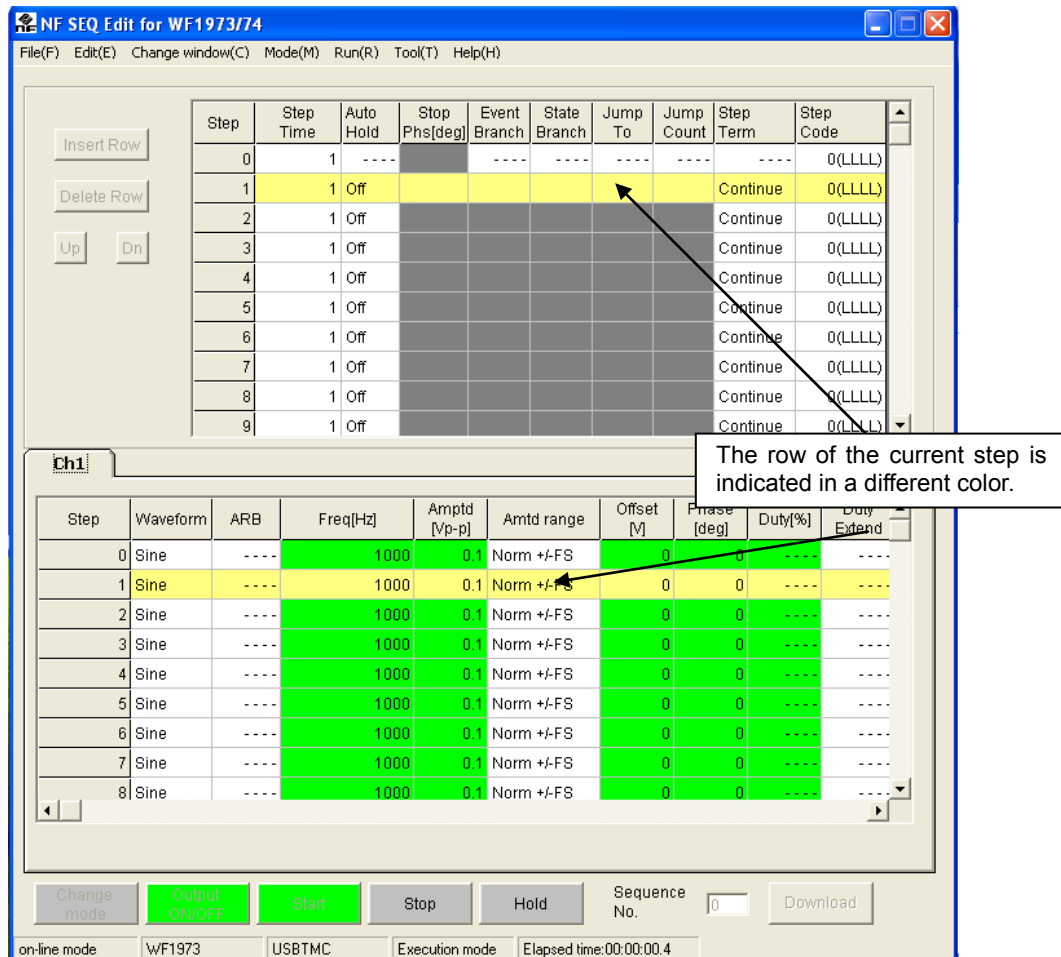 NF SEQ Edit for WF1973/74
File(F) Edit(E) Change window(C) Mode(M) Run(R) Tool(T) Help(H)
Insert Row
Delete Row
Up Dn
Step Step Time Auto Hold Stop Phs[deg] Event Branch State Branch Jump To Jump Count Step Term Step Code
0 1 ---- ---- ---- ---- ---- ---- 0(LLLL)
1 1 Off Continue 0(LLLL)
2 1 Off Continue 0(LLLL)
3 1 Off Continue 0(LLLL)
4 1 Off Continue 0(LLLL)
5 1 Off Continue 0(LLLL)
6 1 Off Continue 0(LLLL)
7 1 Off Continue 0(LLLL)
8 1 Off Continue 0(LLLL)
9 1 Off Continue 0(LLLL)
The row of the current step is
indicated in a different color.
Ch1
Step Waveform ARB Freq[Hz] Amptd [Vp-p] Amtd range Offset [V] Phase [deg] Duty[%] Duty Extend
0 Sine ---- 1000 0.1 Norm +/-FS 0 0 ---- ----
1 Sine ---- 1000 0.1 Norm +/-FS 0 0 ---- ----
2 Sine ---- 1000 0.1 Norm +/-FS 0 0 ---- ----
3 Sine ---- 1000 0.1 Norm +/-FS 0 0 ---- ----
4 Sine ---- 1000 0.1 Norm +/-FS 0 0 ---- ----
5 Sine ---- 1000 0.1 Norm +/-FS 0 0 ---- ----
6 Sine ---- 1000 0.1 Norm +/-FS 0 0 ---- ----
7 Sine ---- 1000 0.1 Norm +/-FS 0 0 ---- ----
8 Sine ---- 1000 0.1 Norm +/-FS 0 0 ---- ----
Change mode Output ON/OFF Start Stop Hold Sequence No. 0 Download
on-line mode WF1973 USBTMC Execution mode Elapsed time:00:00:00.4